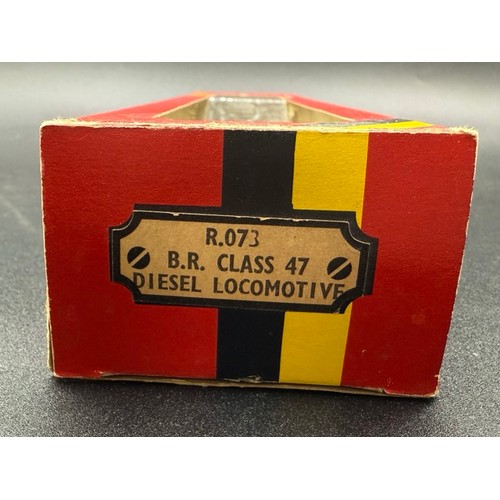 R.073
B.R. CLASS 47
DIESEL LOCOMOTIVE